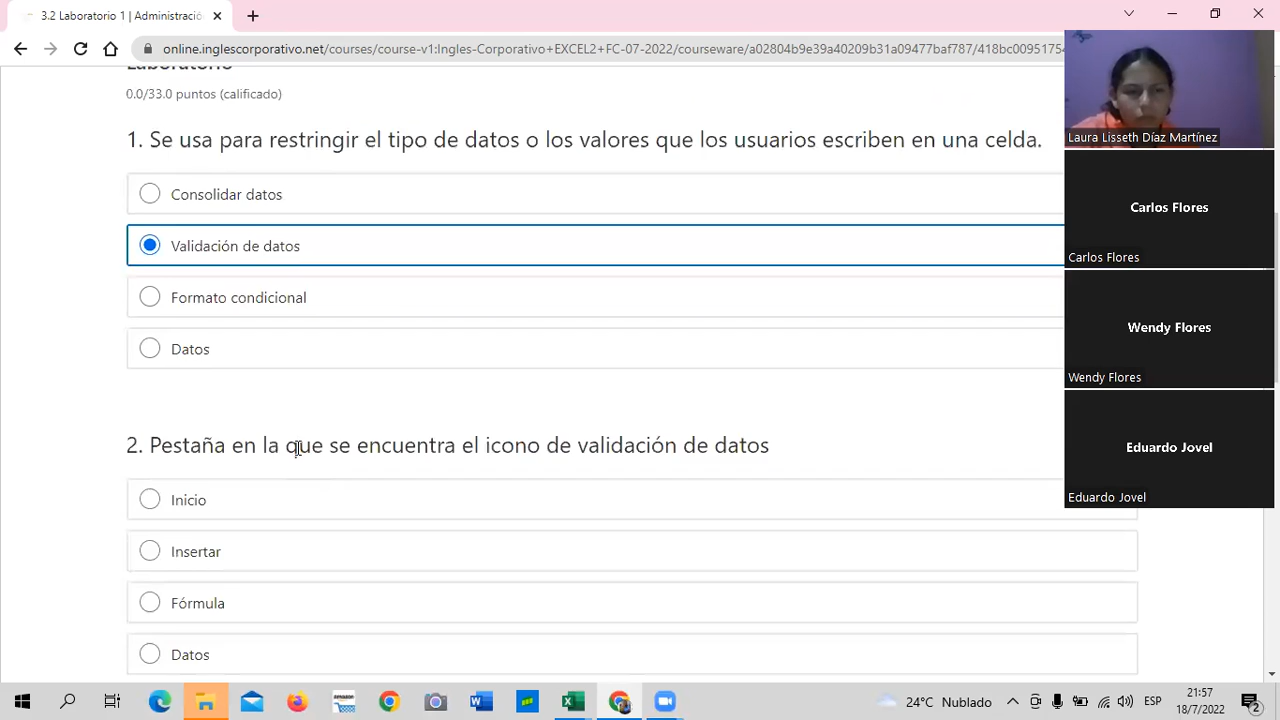 3.2 Laboratorio 1 | Administració
online.inglescorporativo.net/courses/course-v1:Ingles-Corporativo+EXCEL2+FC-07-2022/courseware/a02804b9e39a40209b31a09477baf787/418bc0095175
Laboratorio
0.0/33.0 puntos (calificado)
1. Se usa para restringir el tipo de datos o los valores que los usuarios escriben en una celda.
Consolidar datos
Validación de datos
Formato condicional
Datos
2. Pestaña en la que se encuentra el icono de validación de datos
Inicio
Insertar
Fórmula
Datos
Laura Lisseth Díaz Martínez
Carlos Flores
Carlos Flores
Wendy Flores
Wendy Flores
Eduardo Jovel
Eduardo Jovel
amazon
24°C Nublado
ESP
21:57
18/7/2022
2